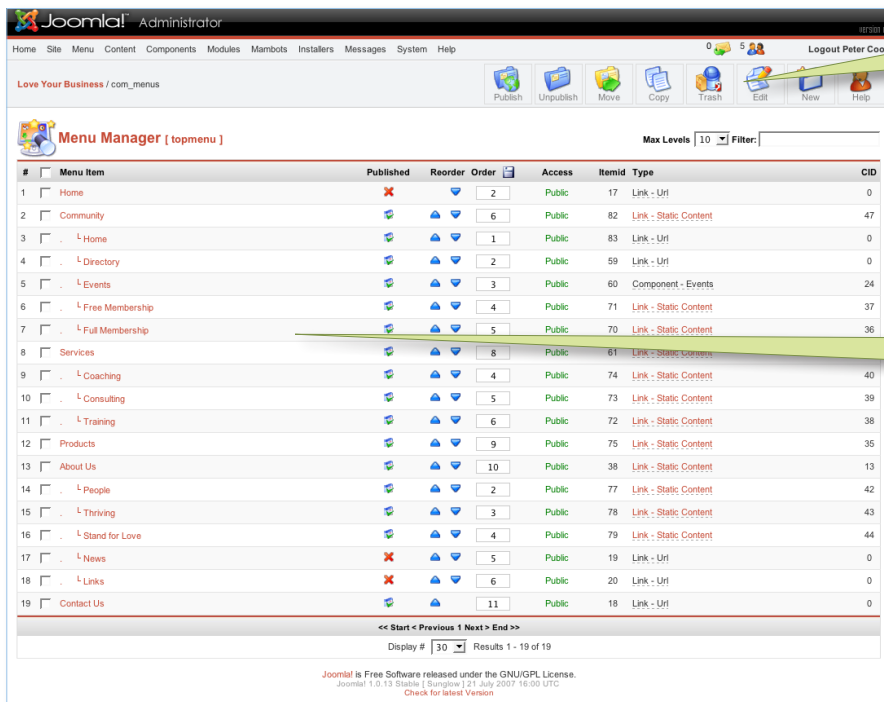 Joomla! Administrator
version
Home Site Menu Content Components Modules Mambots Installers Messages System Help 0 5 Logout Peter Coo
Love Your Business / com_menus
Publish Unpublish Move Copy Trash Edit New Help
Menu Manager [ topmenu ]
Max Levels 10 Filter:
# Menu Item Published Reorder Order Access Itemid Type CID
1 Home 2 Public 17 Link - Url 0
2 Community 6 Public 82 Link - Static Content 47
3 . L Home 1 Public 83 Link - Url 0
4 . L Directory 2 Public 59 Link - Url 0
5 . L Events 3 Public 60 Component - Events 24
6 . L Free Membership 4 Public 71 Link - Static Content 37
7 . L Full Membership 5 Public 70 Link - Static Content 36
8 Services 8 Public 61 Link - Static Content
9 . L Coaching 4 Public 74 Link - Static Content 40
10 . L Consulting 5 Public 73 Link - Static Content 39
11 . L Training 6 Public 72 Link - Static Content 38
12 Products 9 Public 75 Link - Static Content 35
13 About Us 10 Public 38 Link - Static Content 13
14 . L People 2 Public 77 Link - Static Content 42
15 . L Thriving 3 Public 78 Link - Static Content 43
16 . L Stand for Love 4 Public 79 Link - Static Content 44
17 . L News 5 Public 19 Link - Url 0
18 . L Links 6 Public 20 Link - Url 0
19 Contact Us 11 Public 18 Link - Url 0
<< Start < Previous 1 Next > End >>
Display # 30 Results 1 - 19 of 19
Joomla! is Free Software released under the GNU/GPL License.
Joomla! 1.0.13 Stable [ Sunglow ] 21 July 2007 16:00 UTC
Check for latest Version